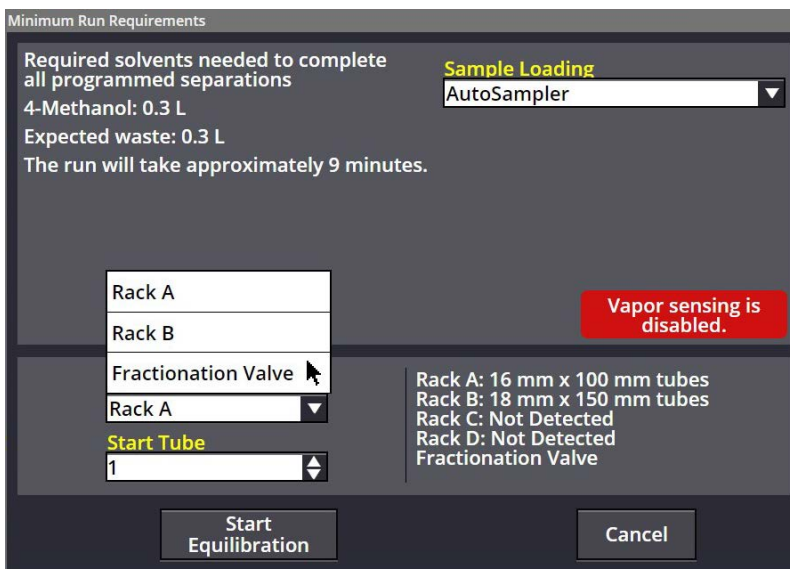 Minimum Run Requirements
Required solvents needed to complete
all programmed separations
4-Methanol: 0.3 L
Expected waste: 0.3 L
The run will take approximately 9 minutes.
Sample Loading
AutoSampler
Vapor sensing is
disabled.
Rack A
Rack B
Fractionation Valve
Rack A
Start Tube
1
Rack A: 16 mm x 100 mm tubes
Rack B: 18 mm x 150 mm tubes
Rack C: Not Detected
Rack D: Not Detected
Fractionation Valve
Start
Equilibration
Cancel